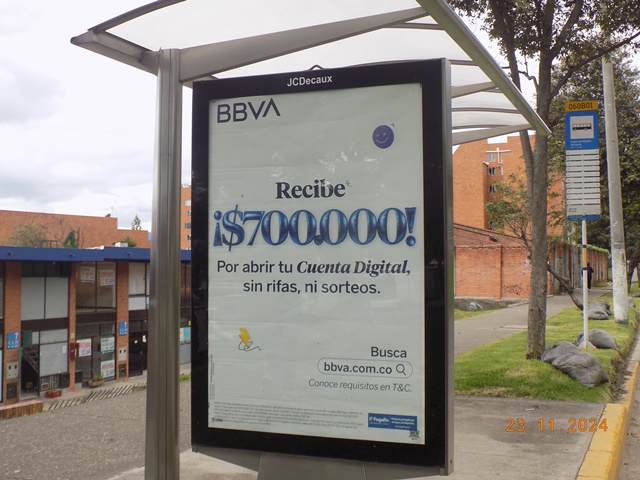 JCDecaux
BBVA
Recibe
¡$700.000!
Por abrir tu Cuenta Digital,
sin rifas, ni sorteos.
Busca
bbva.com.co
Conoce requisitos en T&C.
060B01
23 11 2024